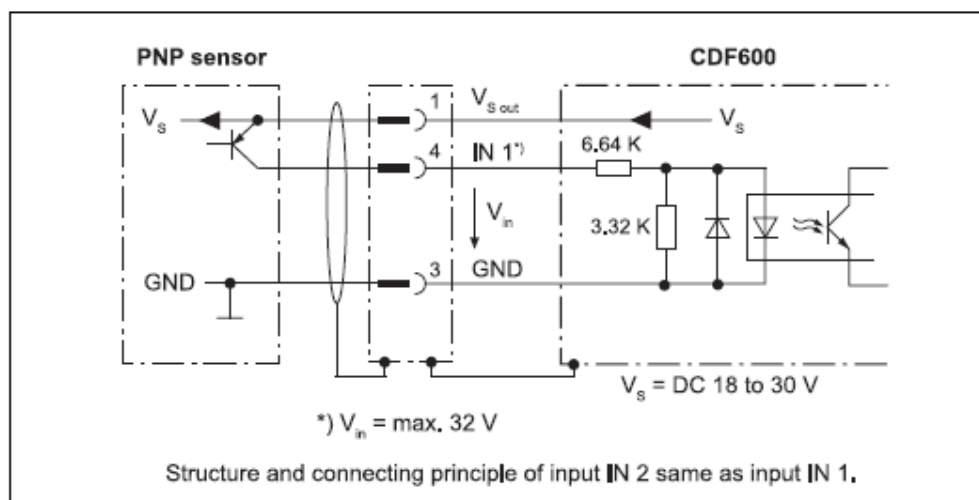 PNP sensor
CDF600
V_S
1
V_S out
V_S
4
IN 1*)
6.64 K
V_in
3.32 K
GND
3
GND
V_S = DC 18 to 30 V
*) V_in = max. 32 V
Structure and connecting principle of input IN 2 same as input IN 1.